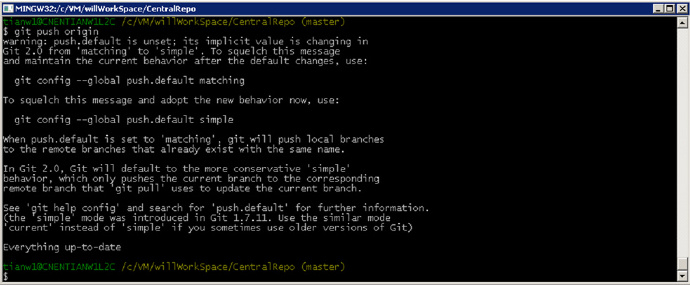 MINGW32:/c/VM/willWorkSpace/CentralRepo
tianw1@CNENTIANW1L2C /c/VM/willWorkSpace/CentralRepo (master)
$ git push origin
warning: push.default is unset; its implicit value is changing in
Git 2.0 from 'matching' to 'simple'. To squelch this message
and maintain the current behavior after the default changes, use:
git config --global push.default matching
To squelch this message and adopt the new behavior now, use:
git config --global push.default simple
When push.default is set to 'matching', git will push local branches
to the remote branches that already exist with the same name.
In Git 2.0, Git will default to the more conservative 'simple'
behavior, which only pushes the current branch to the corresponding
remote branch that 'git pull' uses to update the current branch.
See 'git help config' and search for 'push.default' for further information.
(the 'simple' mode was introduced in Git 1.7.11. Use the similar mode
'current' instead of 'simple' if you sometimes use older versions of Git)
Everything up-to-date
tianw1@CNENTIANW1L2C /c/VM/willWorkSpace/CentralRepo (master)
$